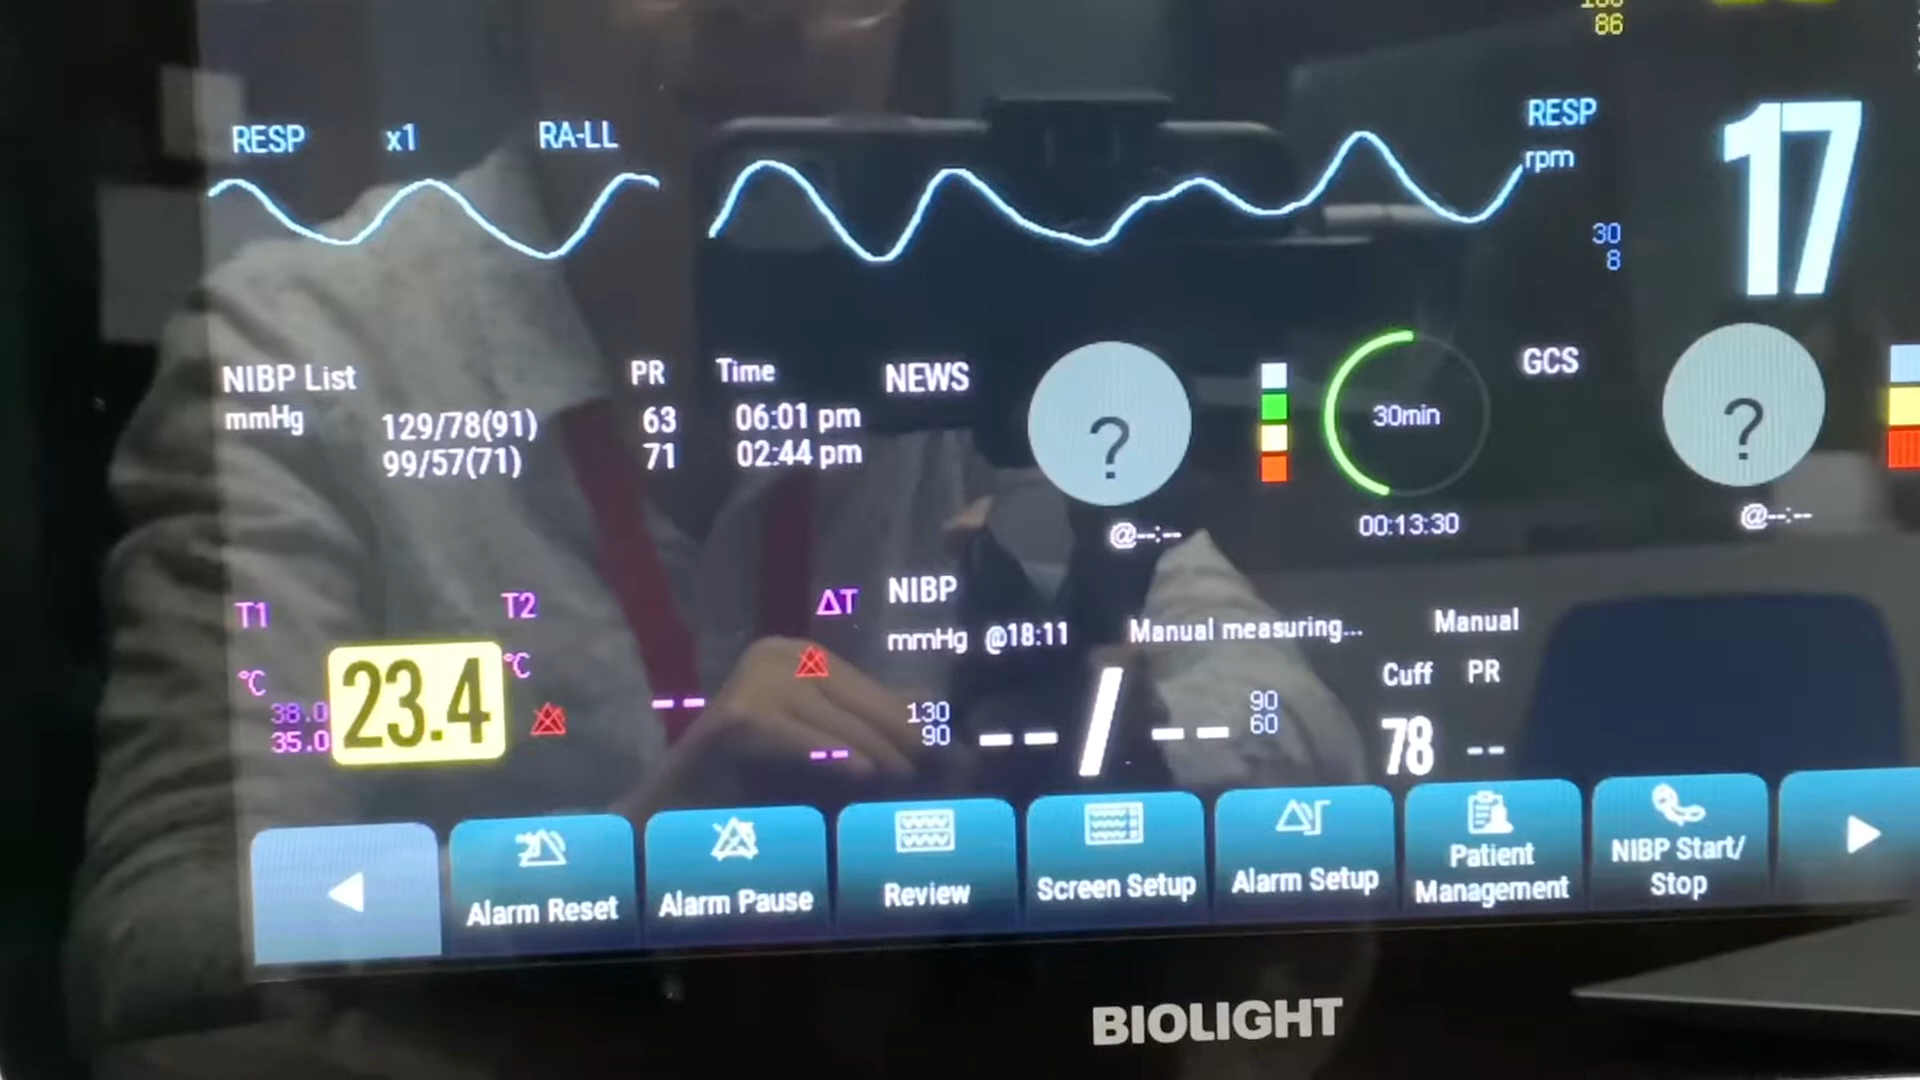 86
RESP x1 RA-LL
RESP
rpm
17
30
8
NIBP List PR Time
mmHg
129/78(91) 63 06:01 pm
99/57(71) 71 02:44 pm
NEWS
?
@--:--
30min
00:13:30
GCS
?
@--:--
T1
°C
38.0
35.0
23.4
T2
°C
--
ΔT
--
NIBP
mmHg @18:11 Manual measuring... Manual
130
90
-- / --
90
60
Cuff PR
78 --
Alarm Reset
Alarm Pause
Review
Screen Setup
Alarm Setup
Patient
Management
NIBP Start/
Stop
BIOLIGHT